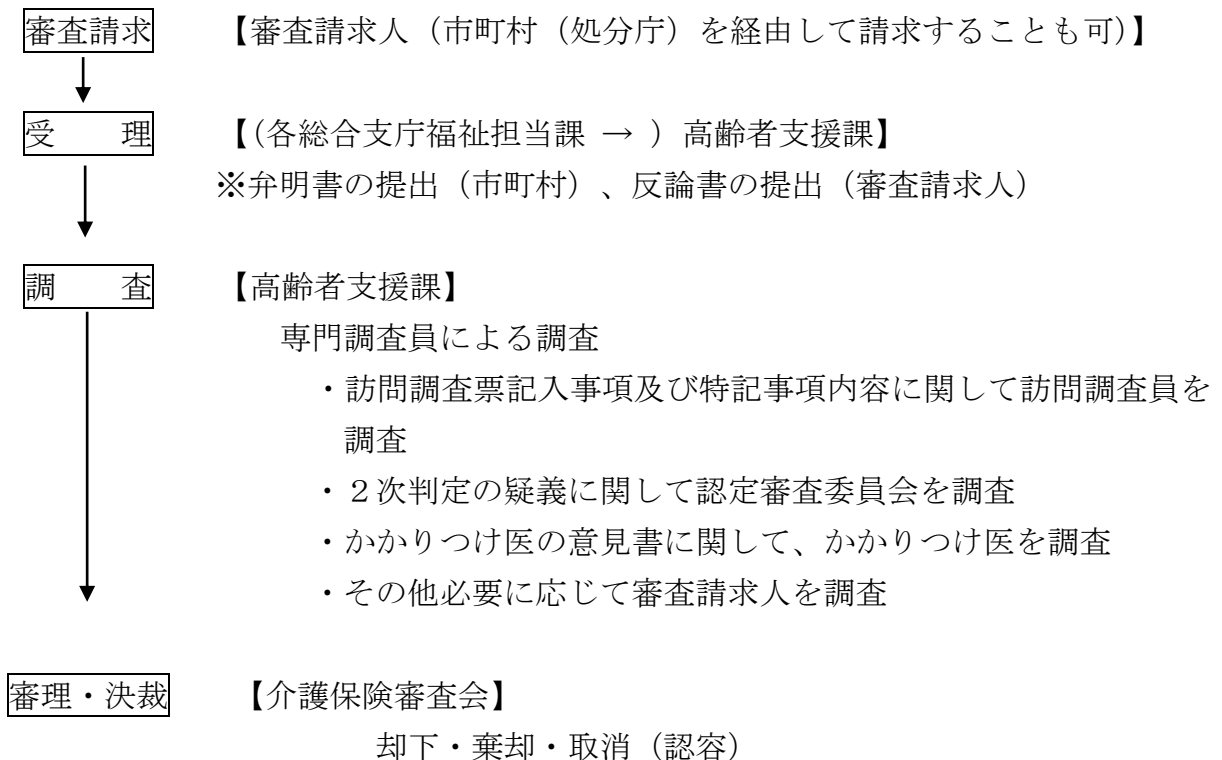 審査請求　　【審査請求人（市町村（処分庁）を経由して請求することも可）】
受　　理　　【（各総合支庁福祉担当課 → ）高齢者支援課】
※弁明書の提出（市町村）、反論書の提出（審査請求人）
調　　査　　【高齢者支援課】
専門調査員による調査
・訪問調査票記入事項及び特記事項内容に関して訪問調査員を
調査
・２次判定の疑義に関して認定審査委員会を調査
・かかりつけ医の意見書に関して、かかりつけ医を調査
・その他必要に応じて審査請求人を調査
審理・決裁　　【介護保険審査会】
却下・棄却・取消（認容）